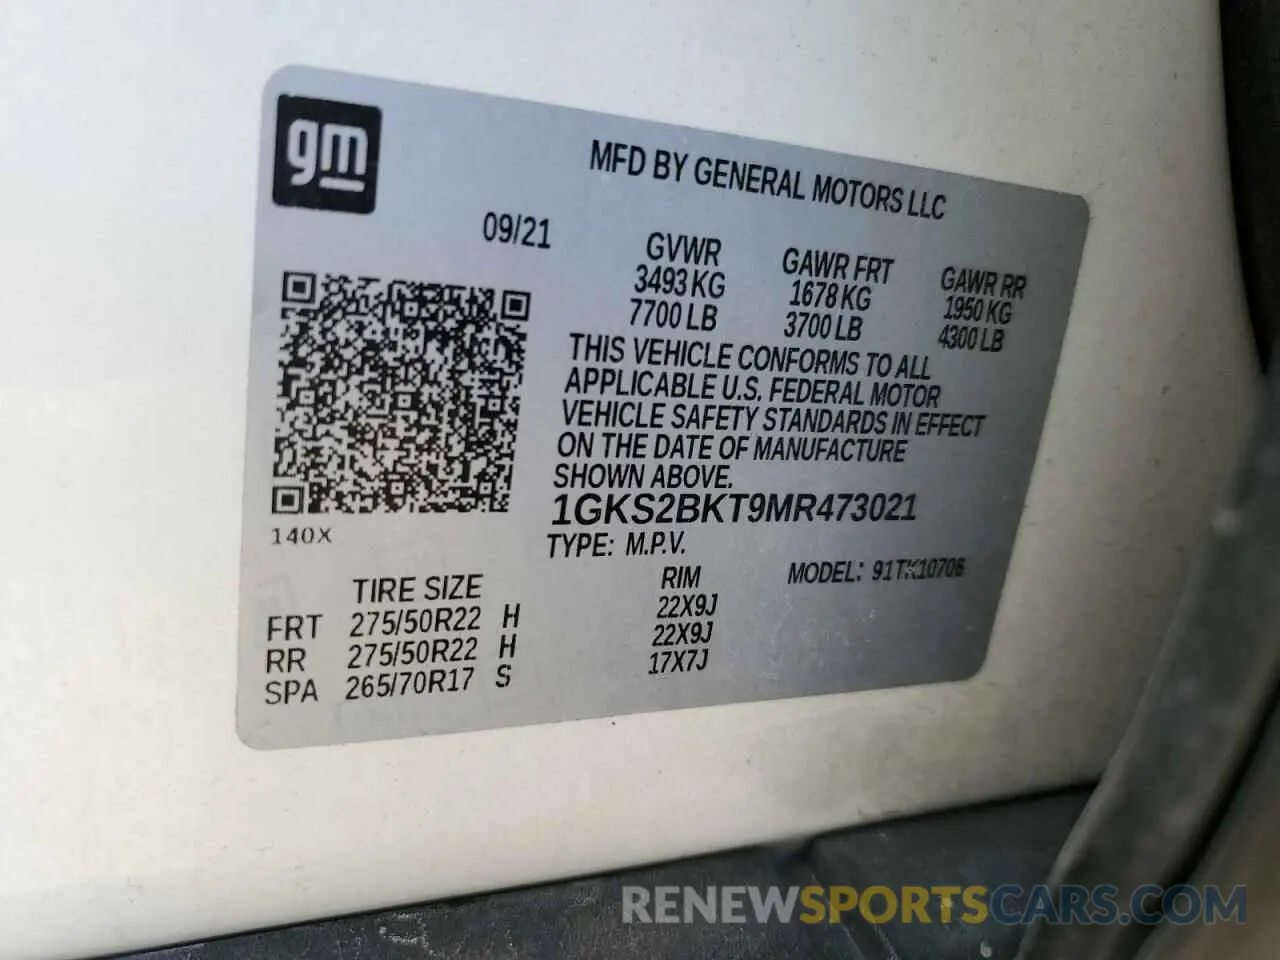 gm
MFD BY GENERAL MOTORS LLC
09/21
GVWR GAWR FRT GAWR RR
3493 KG 1678 KG 1950 KG
7700 LB 3700 LB 4300 LB
THIS VEHICLE CONFORMS TO ALL
APPLICABLE U.S. FEDERAL MOTOR
VEHICLE SAFETY STANDARDS IN EFFECT
ON THE DATE OF MANUFACTURE
SHOWN ABOVE.
1GKS2BKT9MR473021
140X
TYPE: M.P.V. MODEL: 91TK10706
TIRE SIZE RIM
FRT 275/50R22 H 22X9J
RR 275/50R22 H 22X9J
SPA 265/70R17 S 17X7J
RENEWSPORTSCARS.COM